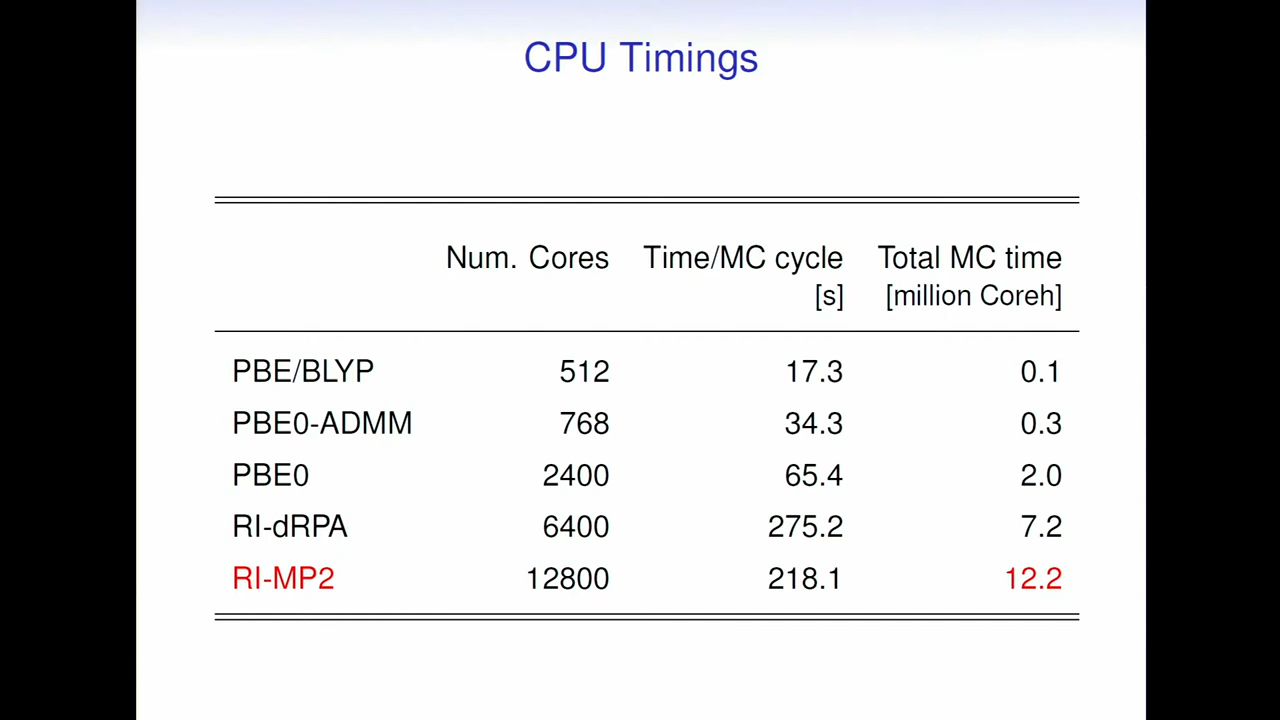 CPU Timings
Num. Cores Time/MC cycle Total MC time
[s] [million Coreh]
PBE/BLYP 512 17.3 0.1
PBE0-ADMM 768 34.3 0.3
PBE0 2400 65.4 2.0
RI-dRPA 6400 275.2 7.2
RI-MP2 12800 218.1 12.2